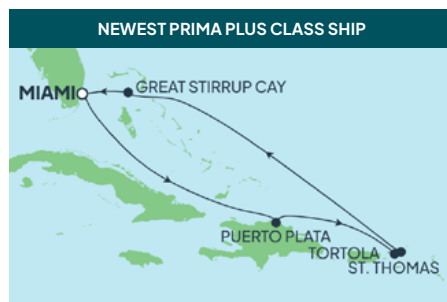 NEWEST PRIMA PLUS CLASS SHIP
MIAMI
GREAT STIRRUP CAY
PUERTO PLATA
TORTOLA
ST. THOMAS